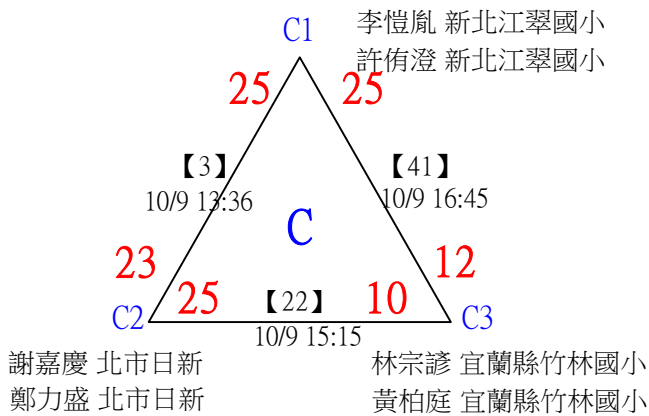 C1
李愷胤 新北江翠國小
許侑澄 新北江翠國小
25
25
【3】
10/9 13:36
【41】
10/9 16:45
C
23
12
25
【22】
10
C2
10/9 15:15
C3
謝嘉慶 北市日新
鄭力盛 北市日新
林宗諺 宜蘭縣竹林國小
黃柏庭 宜蘭縣竹林國小